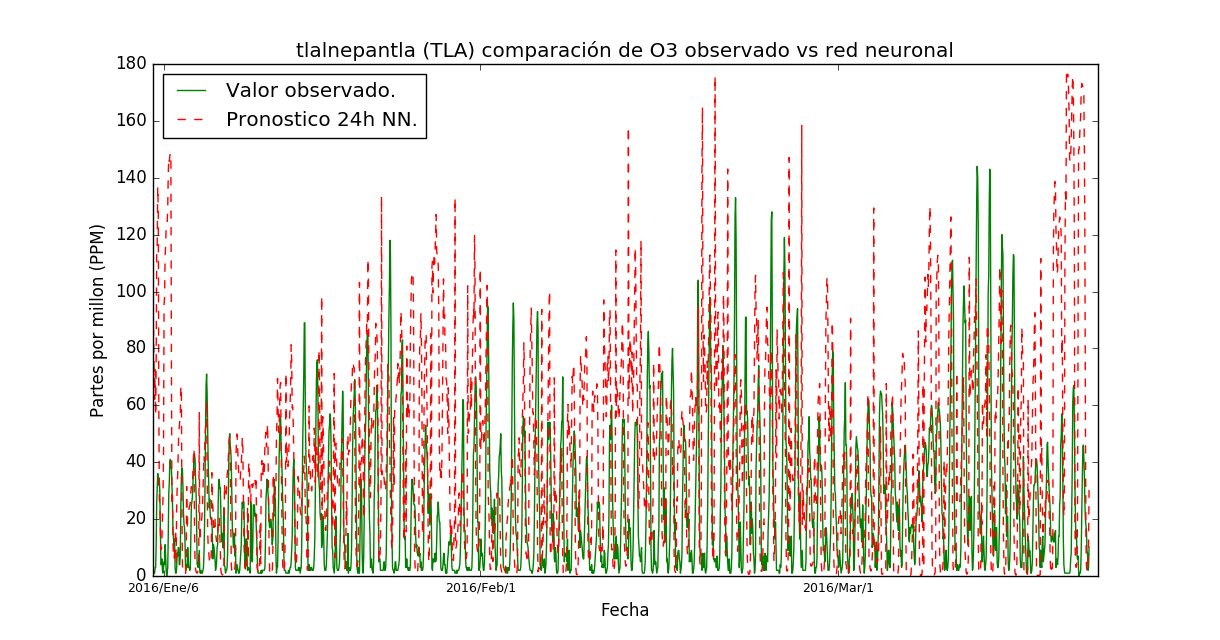 tlalnepantla (TLA) comparación de O3 observado vs red neuronal
Valor observado.
Pronostico 24h NN.
Partes por millon (PPM)
180
160
140
120
100
80
60
40
20
0
2016/Ene/6
2016/Feb/1
2016/Mar/1
Fecha